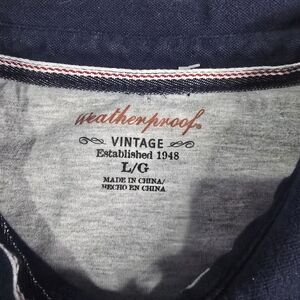 weatherproof®
VINTAGE
Established 1948
L/G
MADE IN CHINA/
HECHO EN CHINA